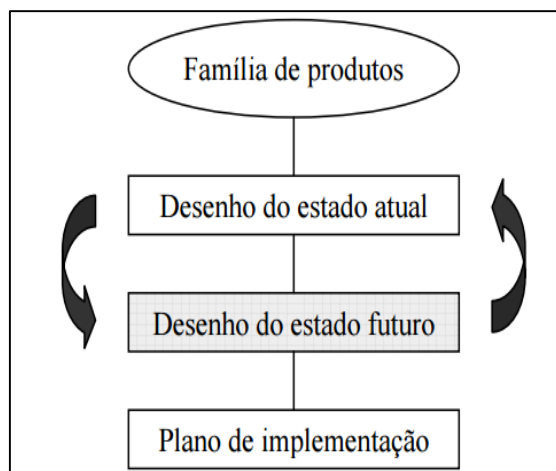 Família de produtos
Desenho do estado atual
Desenho do estado futuro
Plano de implementação